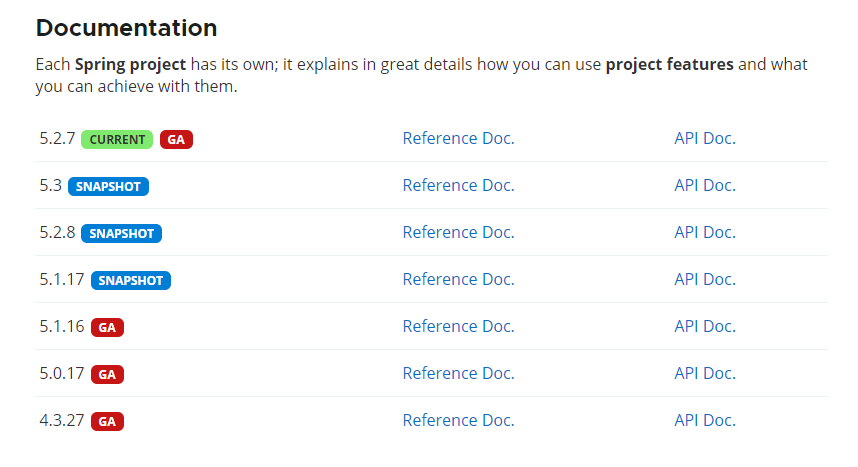 Documentation
Each Spring project has its own; it explains in great details how you can use project features and what
you can achieve with them.
5.2.7 CURRENT GA Reference Doc. API Doc.
5.3 SNAPSHOT Reference Doc. API Doc.
5.2.8 SNAPSHOT Reference Doc. API Doc.
5.1.17 SNAPSHOT Reference Doc. API Doc.
5.1.16 GA Reference Doc. API Doc.
5.0.17 GA Reference Doc. API Doc.
4.3.27 GA Reference Doc. API Doc.